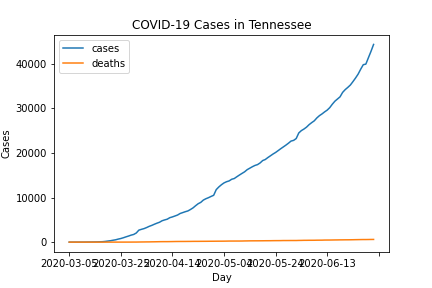 COVID-19 Cases in Tennessee
cases
deaths
40000
30000
20000
10000
0
Cases
2020-03-05 2020-03-25 2020-04-14 2020-05-04 2020-05-24 2020-06-13
Day